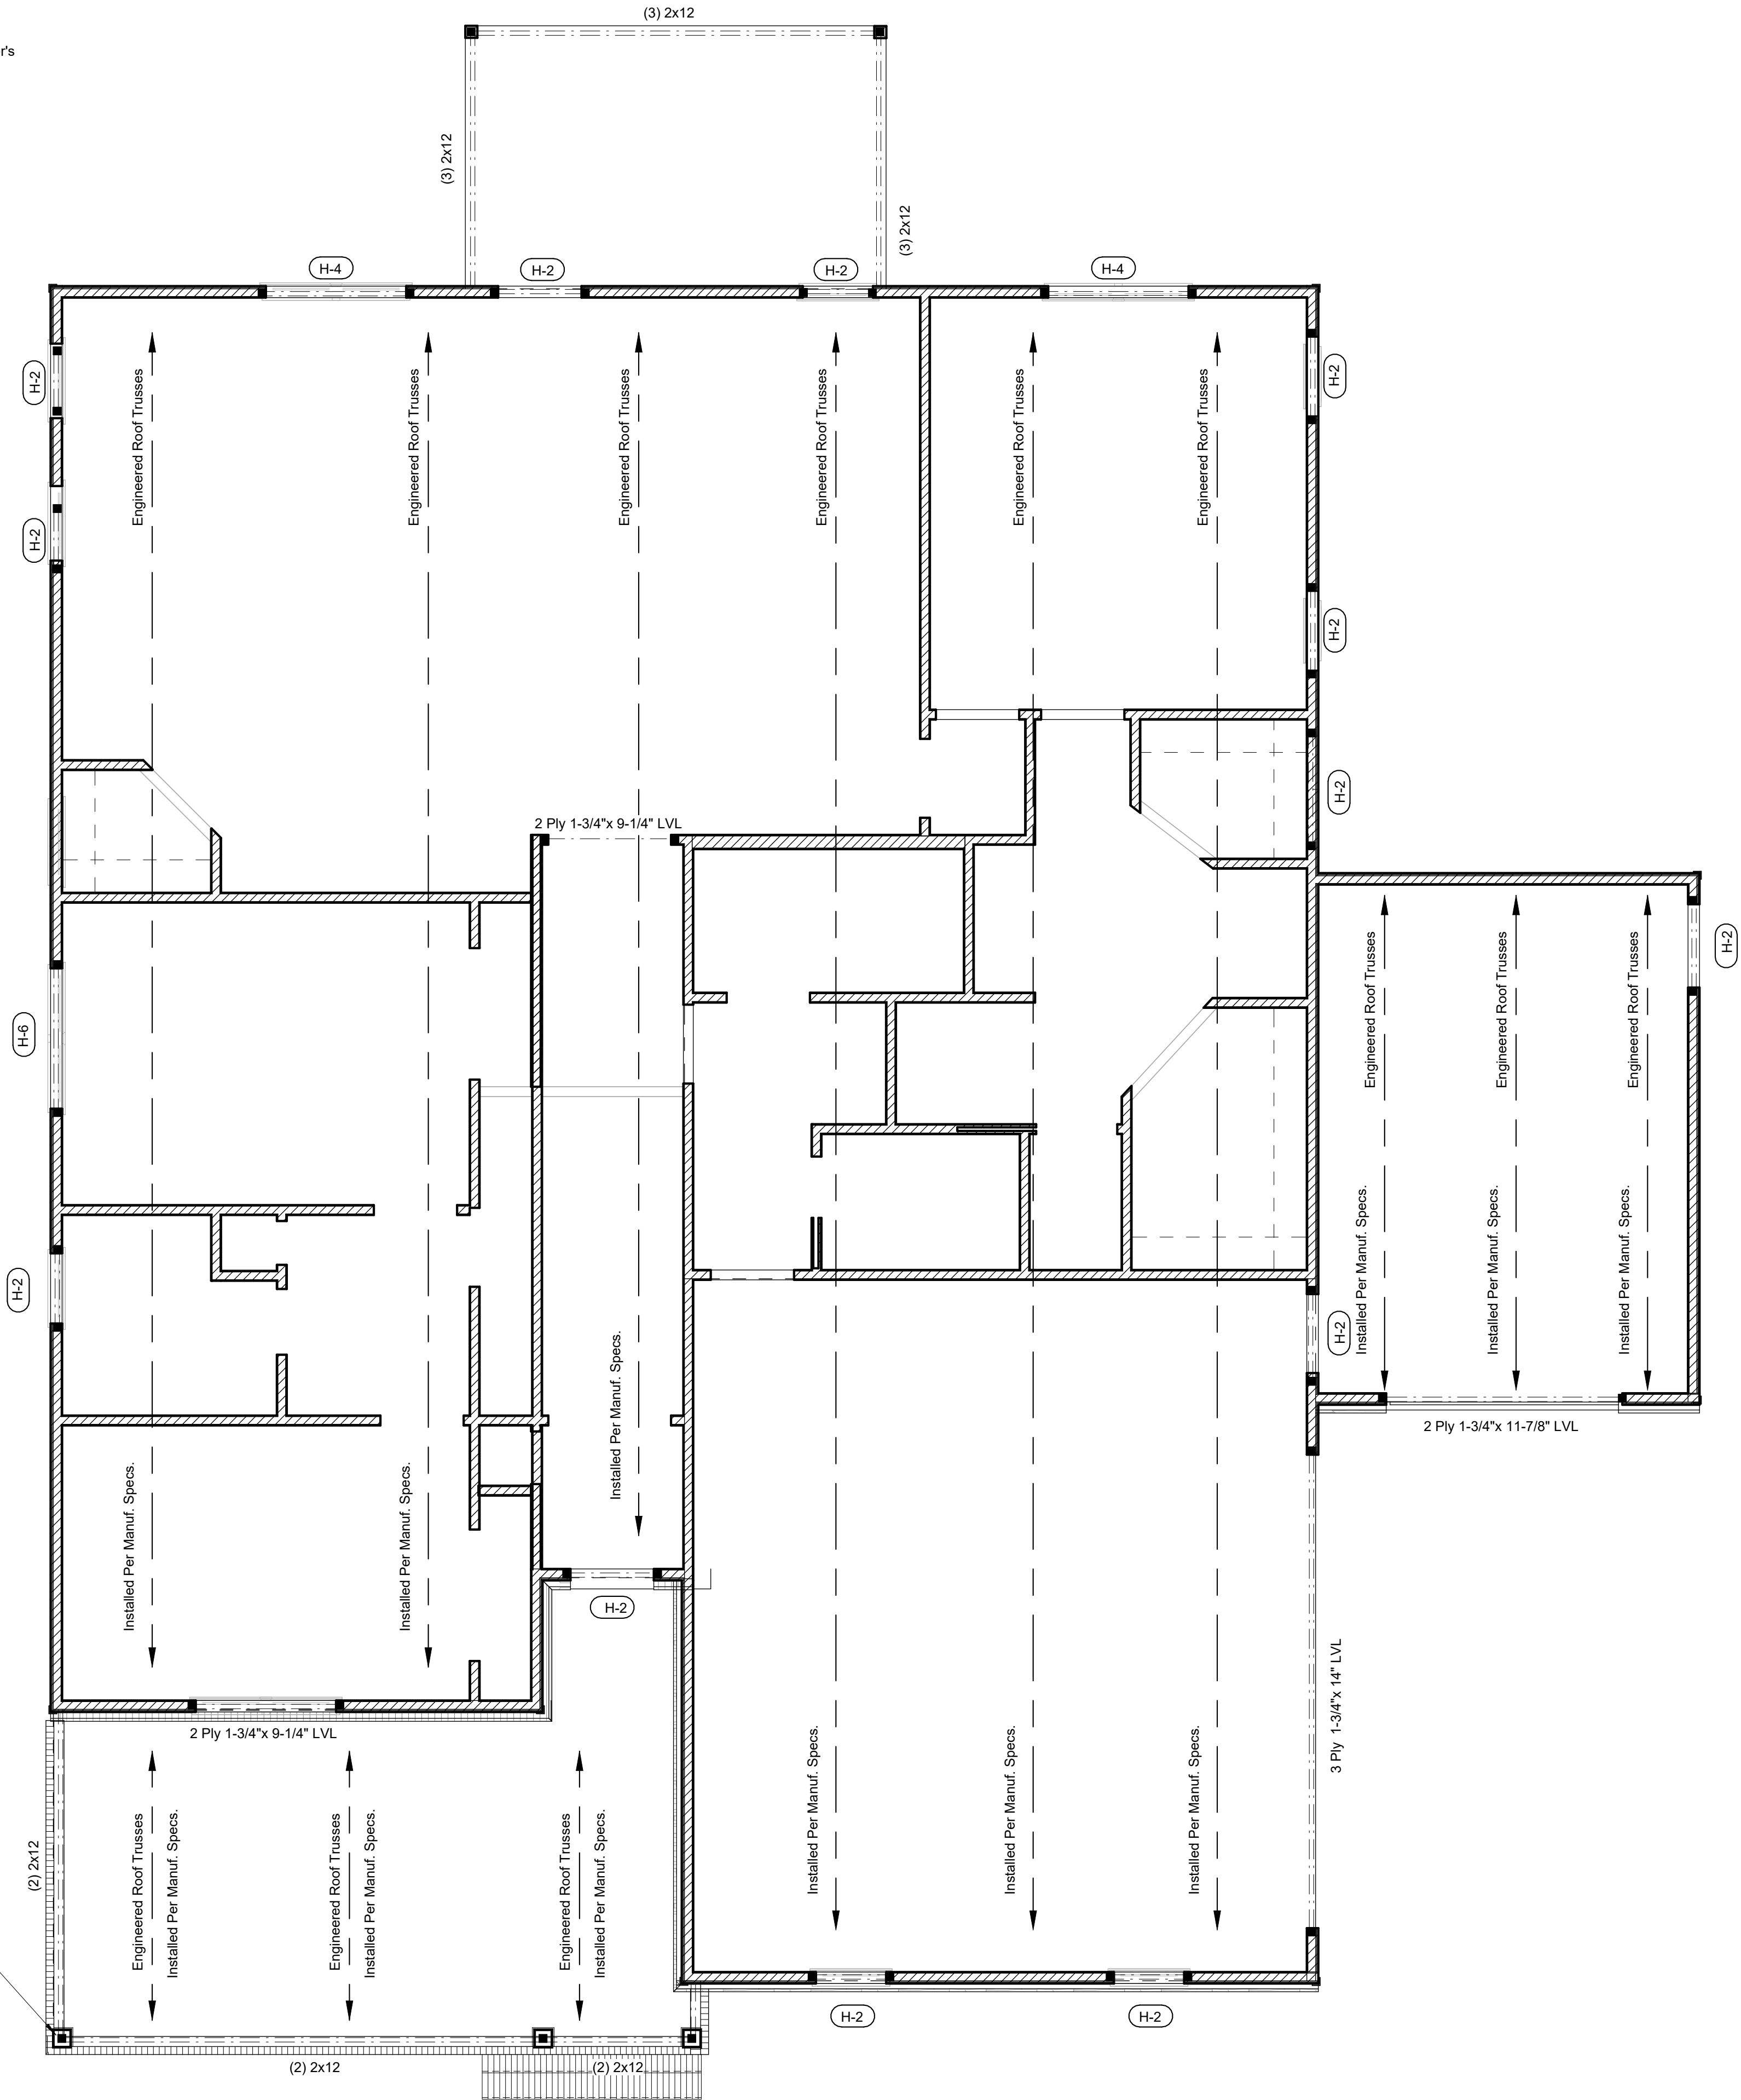 (3) 2x12
r's
(3) 2x12
(3) 2x12
H-4
H-2
H-2
H-4
H-2
H-2
H-2
H-2
Engineered Roof Trusses
Engineered Roof Trusses
Engineered Roof Trusses
Engineered Roof Trusses
Engineered Roof Trusses
Engineered Roof Trusses
H-2
2 Ply 1-3/4"x 9-1/4" LVL
H-2
Engineered Roof Trusses
Engineered Roof Trusses
Engineered Roof Trusses
H-6
H-2
H-2
Installed Per Manuf. Specs.
Installed Per Manuf. Specs.
Installed Per Manuf. Specs.
Installed Per Manuf. Specs.
2 Ply 1-3/4"x 11-7/8" LVL
Installed Per Manuf. Specs.
Installed Per Manuf. Specs.
H-2
3 Ply 1-3/4"x 14" LVL
2 Ply 1-3/4"x 9-1/4" LVL
Installed Per Manuf. Specs.
Installed Per Manuf. Specs.
Installed Per Manuf. Specs.
(2) 2x12
Engineered Roof Trusses
Installed Per Manuf. Specs.
Engineered Roof Trusses
Installed Per Manuf. Specs.
Engineered Roof Trusses
Installed Per Manuf. Specs.
H-2
H-2
(2) 2x12
(2) 2x12